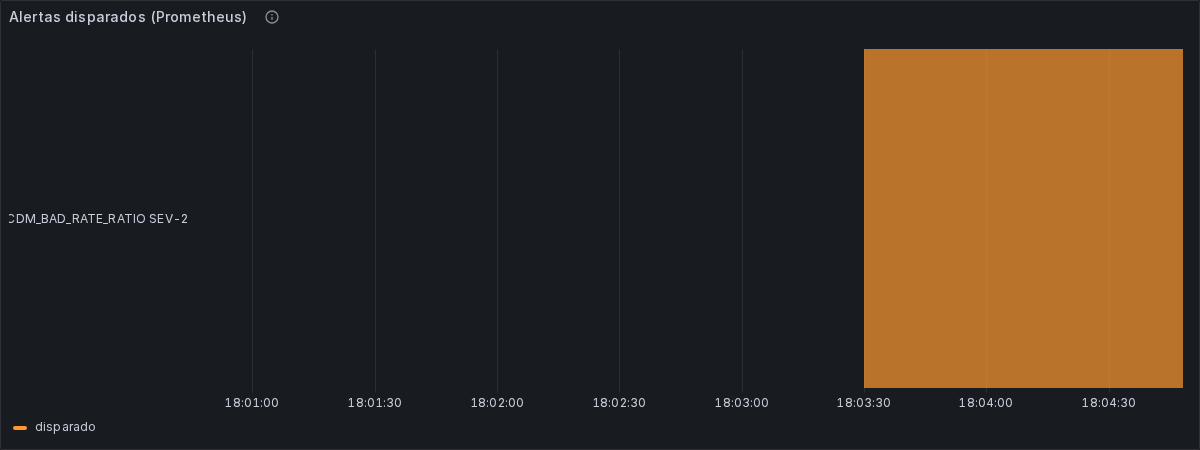 Alertas disparados (Prometheus)
CDM_BAD_RATE_RATIO SEV-2
18:01:00 18:01:30 18:02:00 18:02:30 18:03:00 18:03:30 18:04:00 18:04:30
disparado